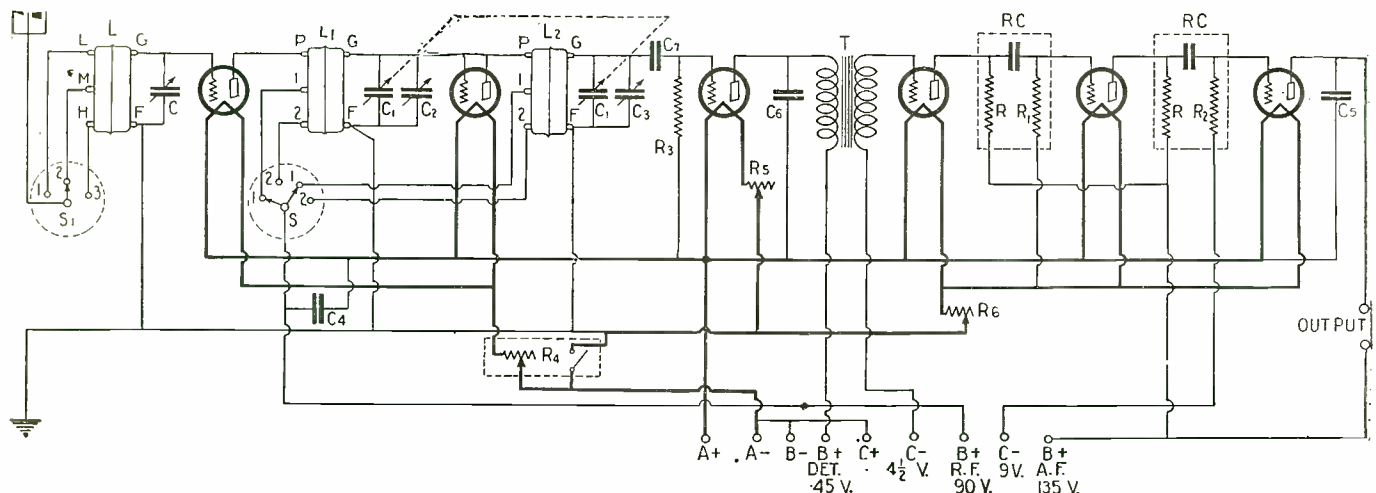 L L G
M
H F C
1 2 3
S1
P L1 G
1
2 F C1 C2
2 1
1 S 2
C4
P L2 G
1
2 F C1 C3
C7
R3
R5
C6
T
RC
R R1
RC
R R2
C5
R4
R6
OUTPUT
A+ A- B- B+ C+ C- B+ C- B+
DET. 4½ V. R.F. 9V. A.F.
45 V. 90 V. 135 V.